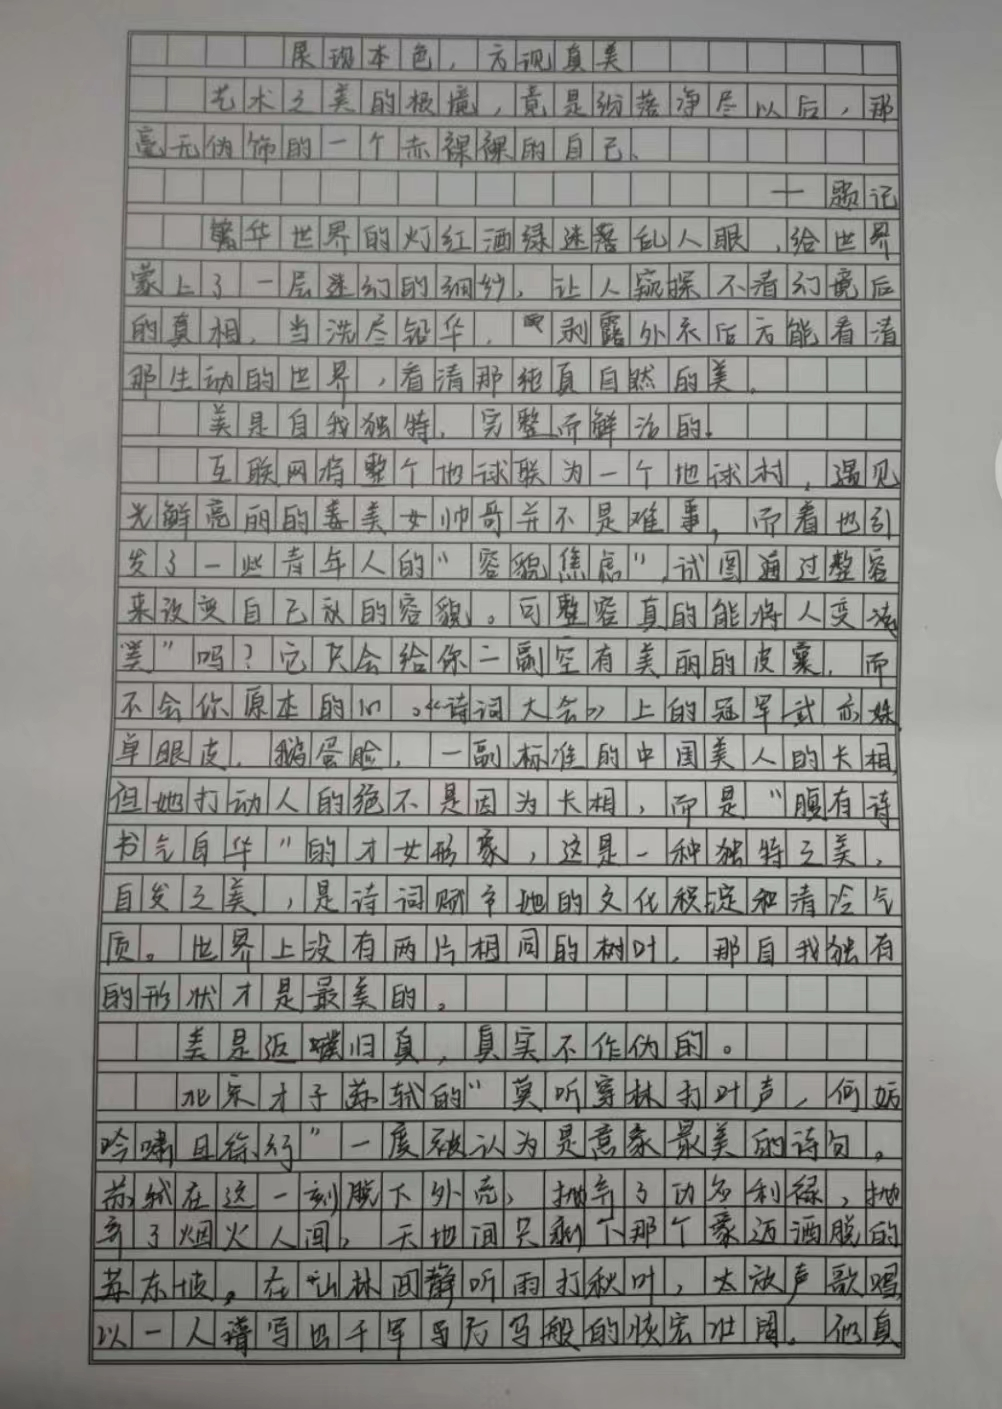 展现本色，方现真美
艺术之美的极境，竟是纷落净尽以后，那
毫无伪饰的一个赤裸裸的自己、
一题记
繁华世界的灯红酒绿迷落乱人眼，给世界
蒙上了一层迷幻的细纱，让人窥探不看幻境后
的真相，当洗尽铅华，剥露外衣后方能看清
那生动的世界，看清那纯真自然的美。
美是自我独特，完整而鲜活的.
互联网将整个地球联为一个地球村，遇见
光鲜亮丽的美女帅哥并不是难事，而着也引
发了一些青年人的“容貌焦虑”，试图通过整容
来改变自己的容貌。可整容真的能将人变
美”吗？它只会给你一副空有美丽的皮囊，而
不会你原本的心。《诗词大会》上的冠军武亦姝
单眼皮，鹅蛋脸，一副标准的中国美人的长相，
但她打动人的绝不是因为长相，而是“腹有诗
书气自华”的才女形象，这是一种独特之美，
自发之美，是诗词赋予她的文化积淀和清冷气
质。世界上没有两片相同的树叶，那自我独有
的形状才是最美的。
美是返璞归真，真实不作伪的。
北宋才子苏轼的“莫听穿林打叶声，何妨
吟啸且徐行”一度被认为是意象最美的诗句。
苏轼在这一刻脱下外壳，抛弃了功名利禄，抛
弃了烟火人间，天地间只剩下那个豪迈洒脱的
苏东坡。在山林间静听雨打秋叶，大放声歌唱
以一人谱写出千军般的恢宏壮阔。他真